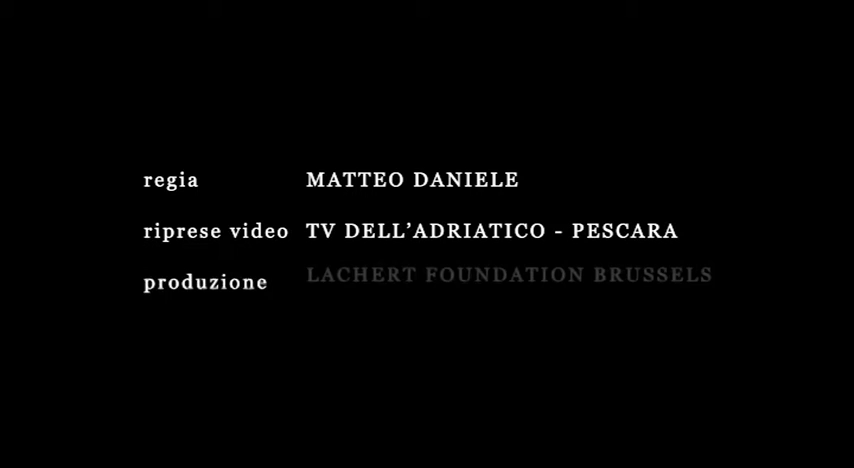 regia MATTEO DANIELE
riprese video TV DELL’ADRIATICO - PESCARA
produzione LACHERT FOUNDATION BRUSSELS